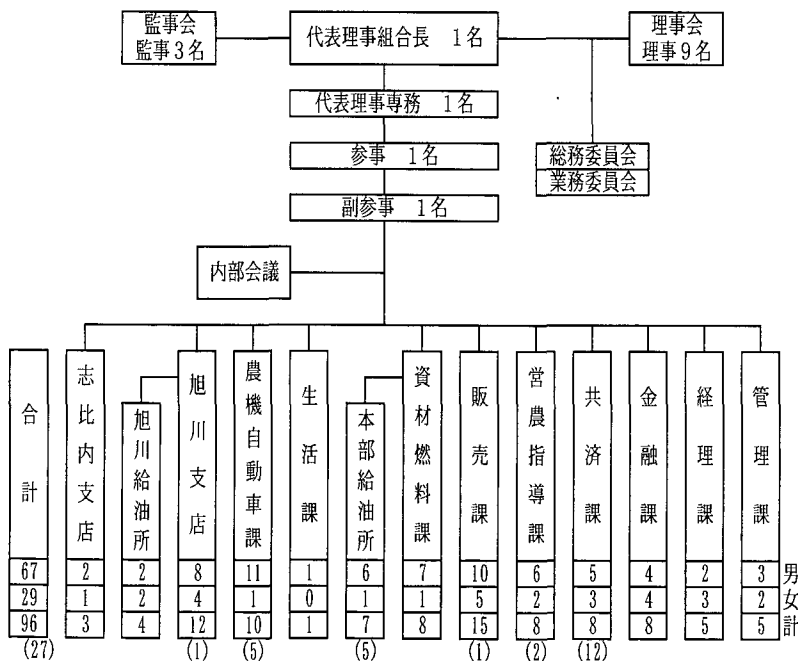 監事会
監事3名
代表理事組合長 1名
理事会
理事9名
代表理事専務 1名
参事 1名
総務委員会
業務委員会
副参事 1名
内部会議
合計
志比内支店
旭川給油所
旭川支店
農機自動車課
生活課
本部給油所
資材燃料課
販売課
営農指導課
共済課
金融課
経理課
管理課
67 2 2 8 11 1 6 7 10 6 5 4 2 3 男
29 1 2 4 1 0 1 1 5 2 3 4 3 2 女
96 3 4 12 10 1 7 8 15 8 8 8 5 5 計
(27) (1) (5) (5) (1) (2) (12)